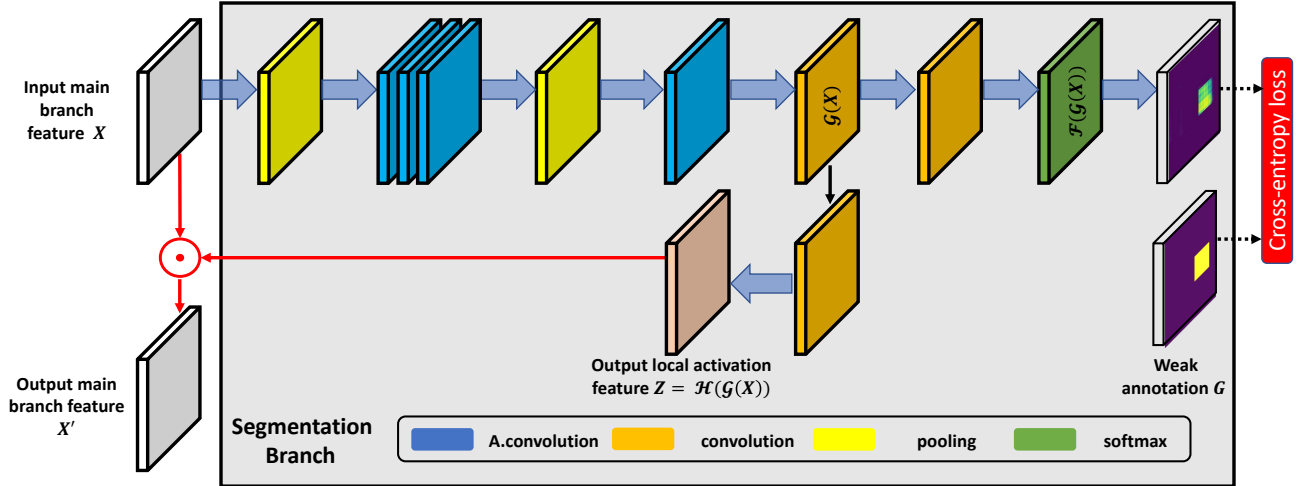 Input main
branch
feature X
𝒢(X)
ℱ(𝒢(X))
Cross-entropy loss
Output main
branch feature
X′
Output local activation
feature Z = ℋ(𝒢(X))
Weak
annotation G
Segmentation
Branch
A.convolution
convolution
pooling
softmax